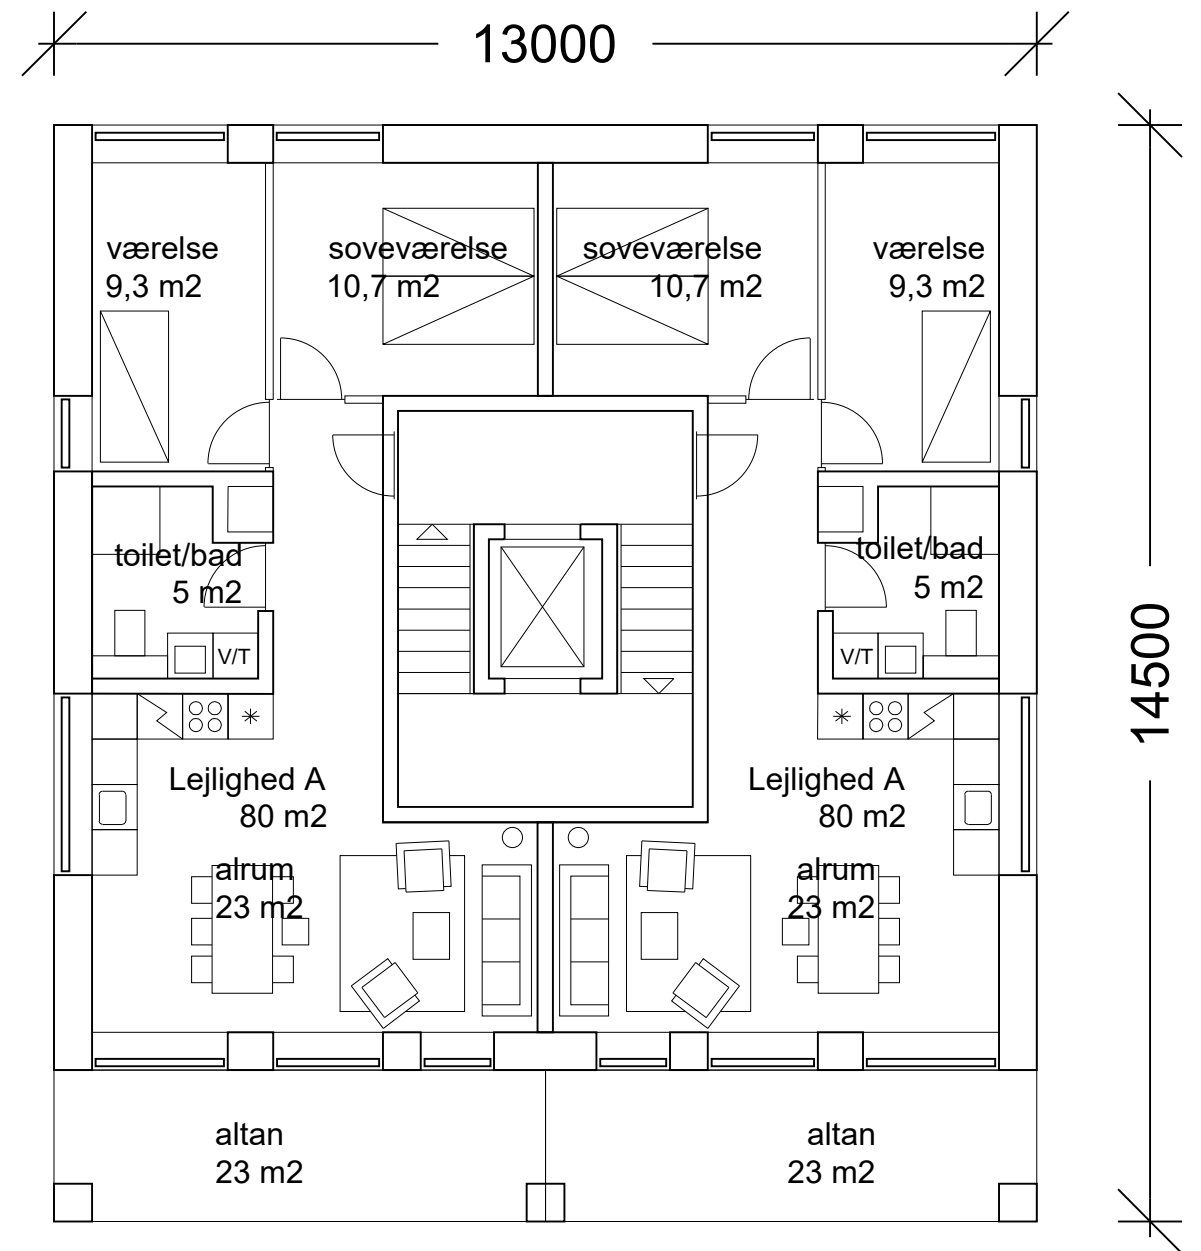 13000
værelse
9,3 m2
soveværelse
10,7 m2
soveværelse
10,7 m2
værelse
9,3 m2
toilet/bad
5 m2
toilet/bad
5 m2
V/T
V/T
14500
Lejlighed A
80 m2
Lejlighed A
80 m2
alrum
23 m2
alrum
23 m2
altan
23 m2
altan
23 m2